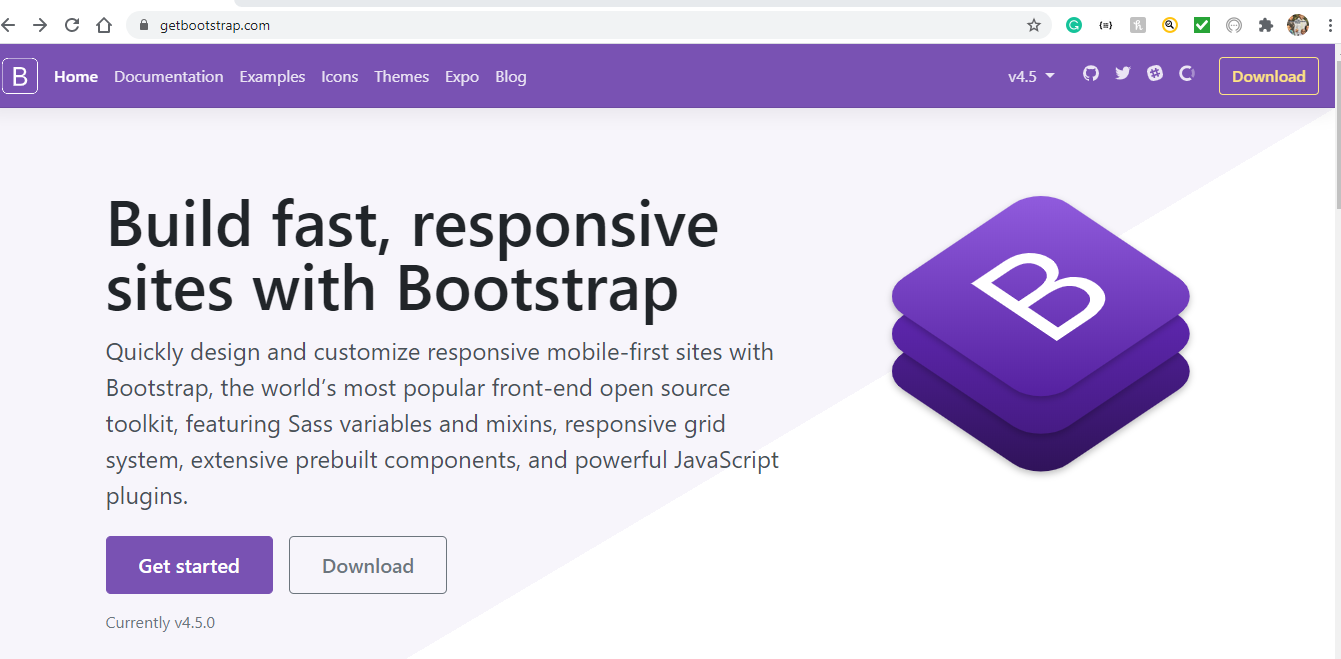 getbootstrap.com
B Home Documentation Examples Icons Themes Expo Blog v4.5 Download
Build fast, responsive
sites with Bootstrap
B
Quickly design and customize responsive mobile-first sites with
Bootstrap, the world’s most popular front-end open source
toolkit, featuring Sass variables and mixins, responsive grid
system, extensive prebuilt components, and powerful JavaScript
plugins.
Get started Download
Currently v4.5.0